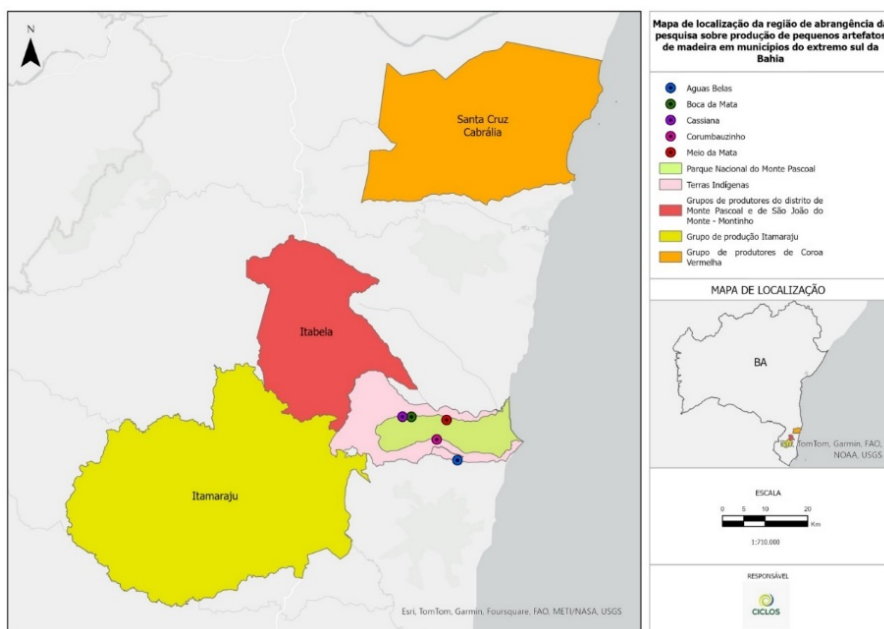 N
Santa Cruz
Cabrália
Itabela
Itamaraju
Esri, TomTom, Garmin, Foursquare, FAO, METI/NASA, USGS
Mapa de localização da região de abrangência da
pesquisa sobre produção de pequenos artefatos
de madeira em municípios do extremo sul da
Bahia
Aguas Belas
Boca da Mata
Cassiana
Corumbauzinho
Meio da Mata
Parque Nacional do Monte Pascoal
Terras Indígenas
Grupos de produtores do distrito de
Monte Pascoal e de São João do
Monte - Montinho
Grupo de produção Itamaraju
Grupo de produtores de Coroa
Vermelha
MAPA DE LOCALIZAÇÃO
BA
TomTom, Garmin, FAO,
NOAA, USGS
ESCALA
0 5 10 20
Km
1:710.000
RESPONSÁVEL
CICLOS